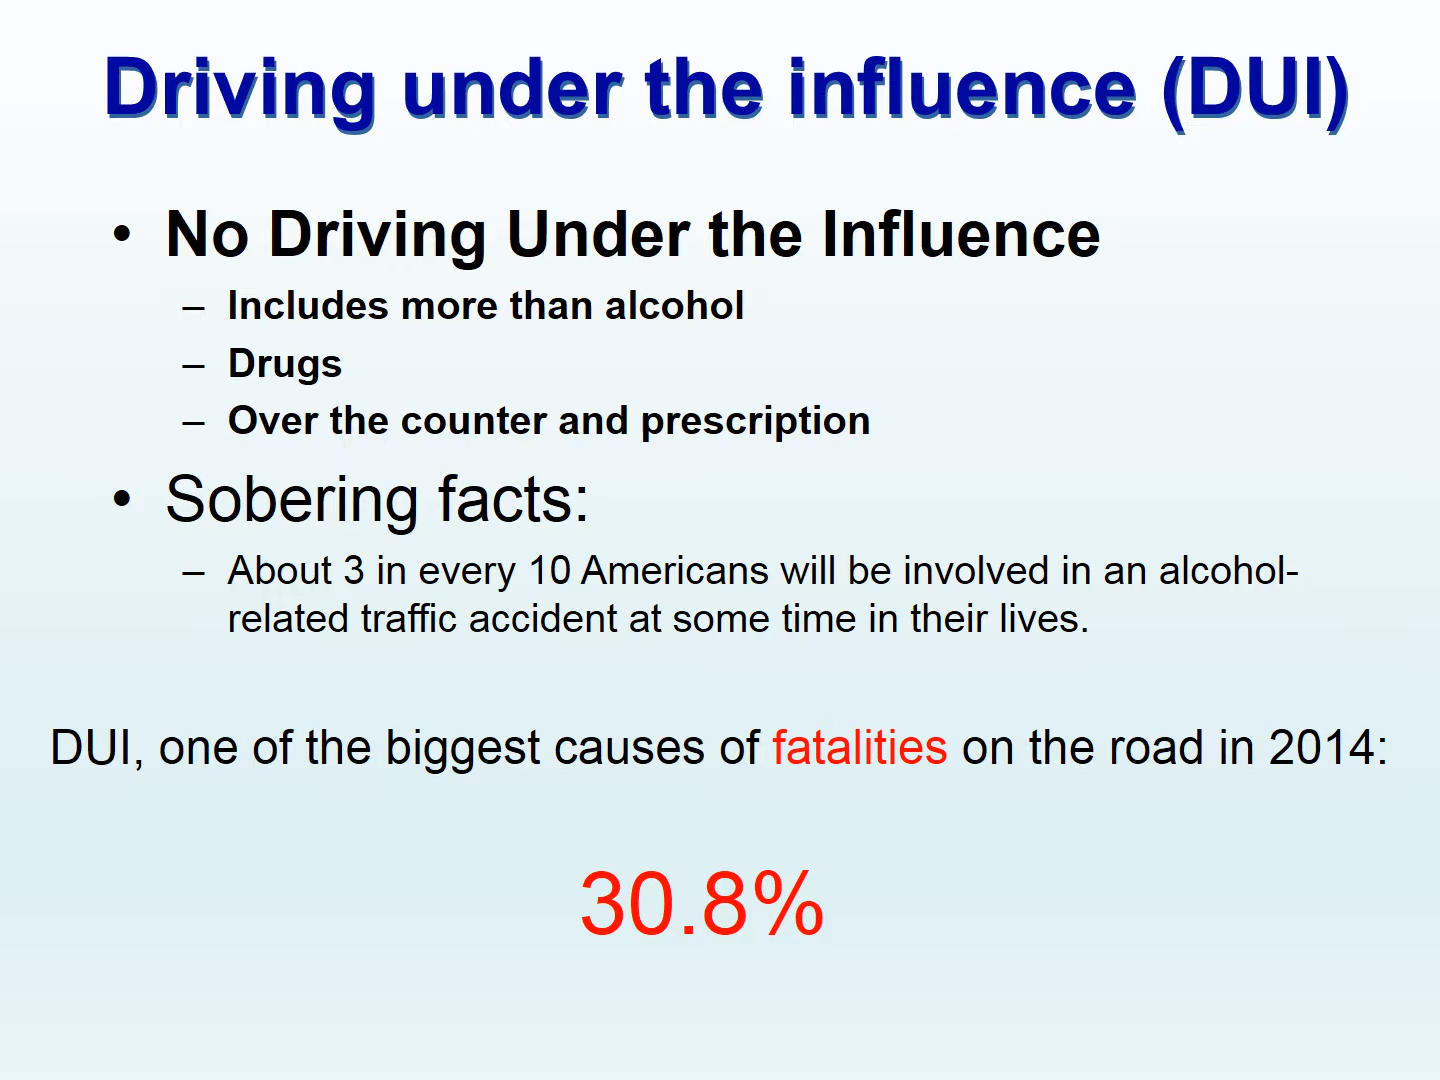 Driving under the influence (DUI)
• No Driving Under the Influence
– Includes more than alcohol
– Drugs
– Over the counter and prescription
• Sobering facts:
– About 3 in every 10 Americans will be involved in an alcohol-
related traffic accident at some time in their lives.
DUI, one of the biggest causes of fatalities on the road in 2014:
30.8%